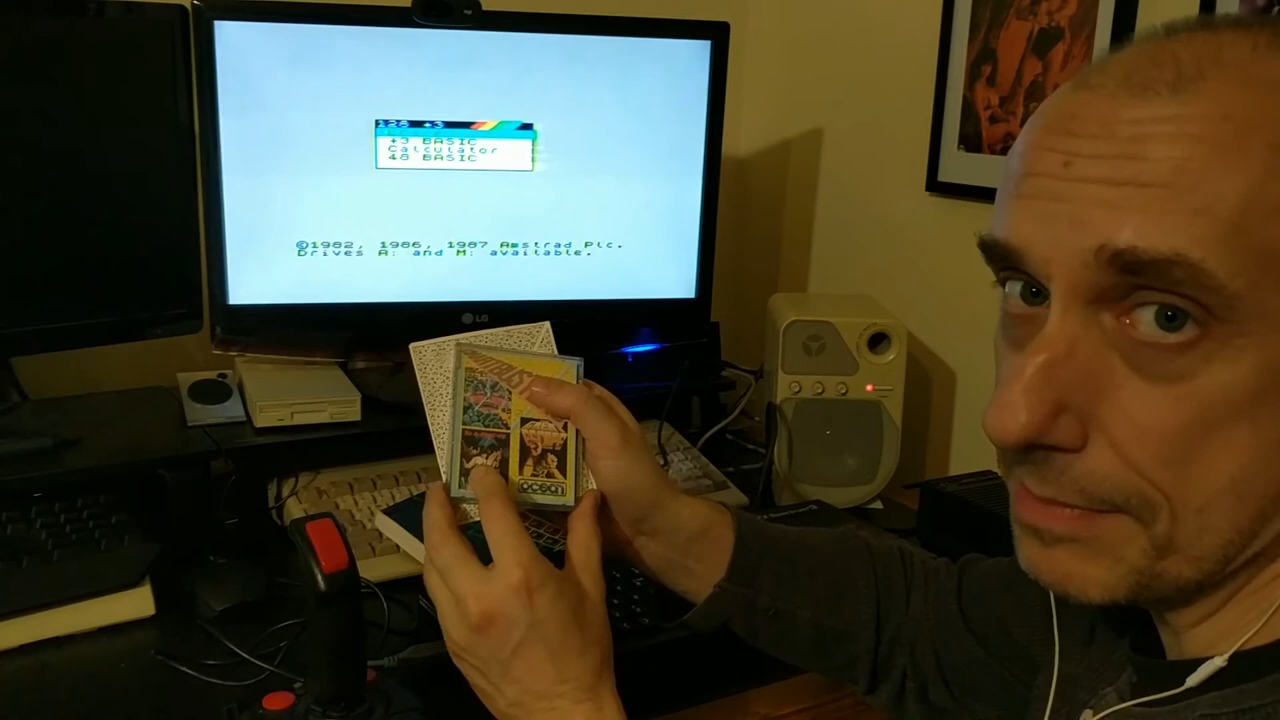 128 +3
+3 BASIC
Calculator
48 BASIC
©1982, 1986, 1987 Amstrad Plc.
Drives A: and M: available.
LG
ocean